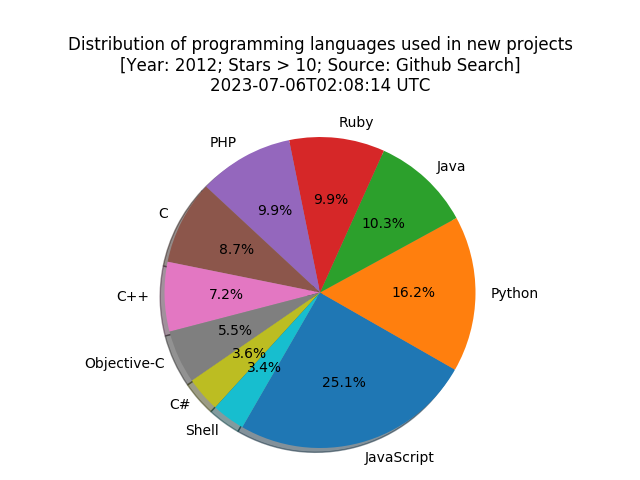 Distribution of programming languages used in new projects
[Year: 2012; Stars > 10; Source: Github Search]
2023-07-06T02:08:14 UTC
Ruby
PHP
Java
C
9.9%
9.9%
10.3%
8.7%
C++
7.2%
16.2%
Python
5.5%
Objective-C
3.6%
3.4%
25.1%
C#
Shell
JavaScript